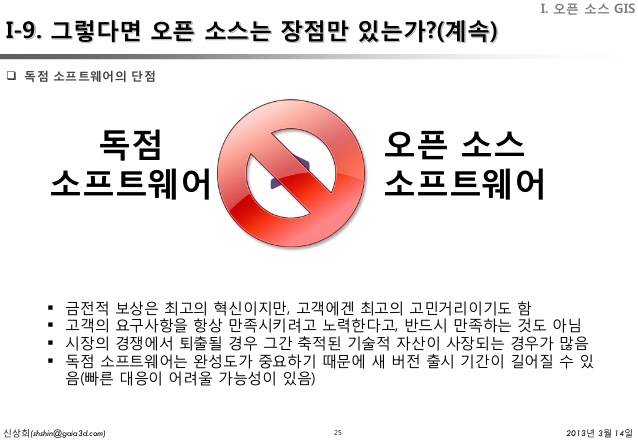 I. 오픈 소스 GIS
I-9. 그렇다면 오픈 소스는 장점만 있는가?(계속)
❑ 독점 소프트웨어의 단점
독점
소프트웨어
오픈 소스
소프트웨어
▪ 금전적 보상은 최고의 혁신이지만, 고객에겐 최고의 고민거리이기도 함
▪ 고객의 요구사항을 항상 만족시키려고 노력한다고, 반드시 만족하는 것도 아님
▪ 시장의 경쟁에서 퇴출될 경우 그간 축적된 기술적 자산이 사장되는 경우가 많음
▪ 독점 소프트웨어는 완성도가 중요하기 때문에 새 버전 출시 기간이 길어질 수 있
음(빠른 대응이 어려울 가능성이 있음)
신상희(shshin@gaia3d.com)
25
2013년 3월 14일